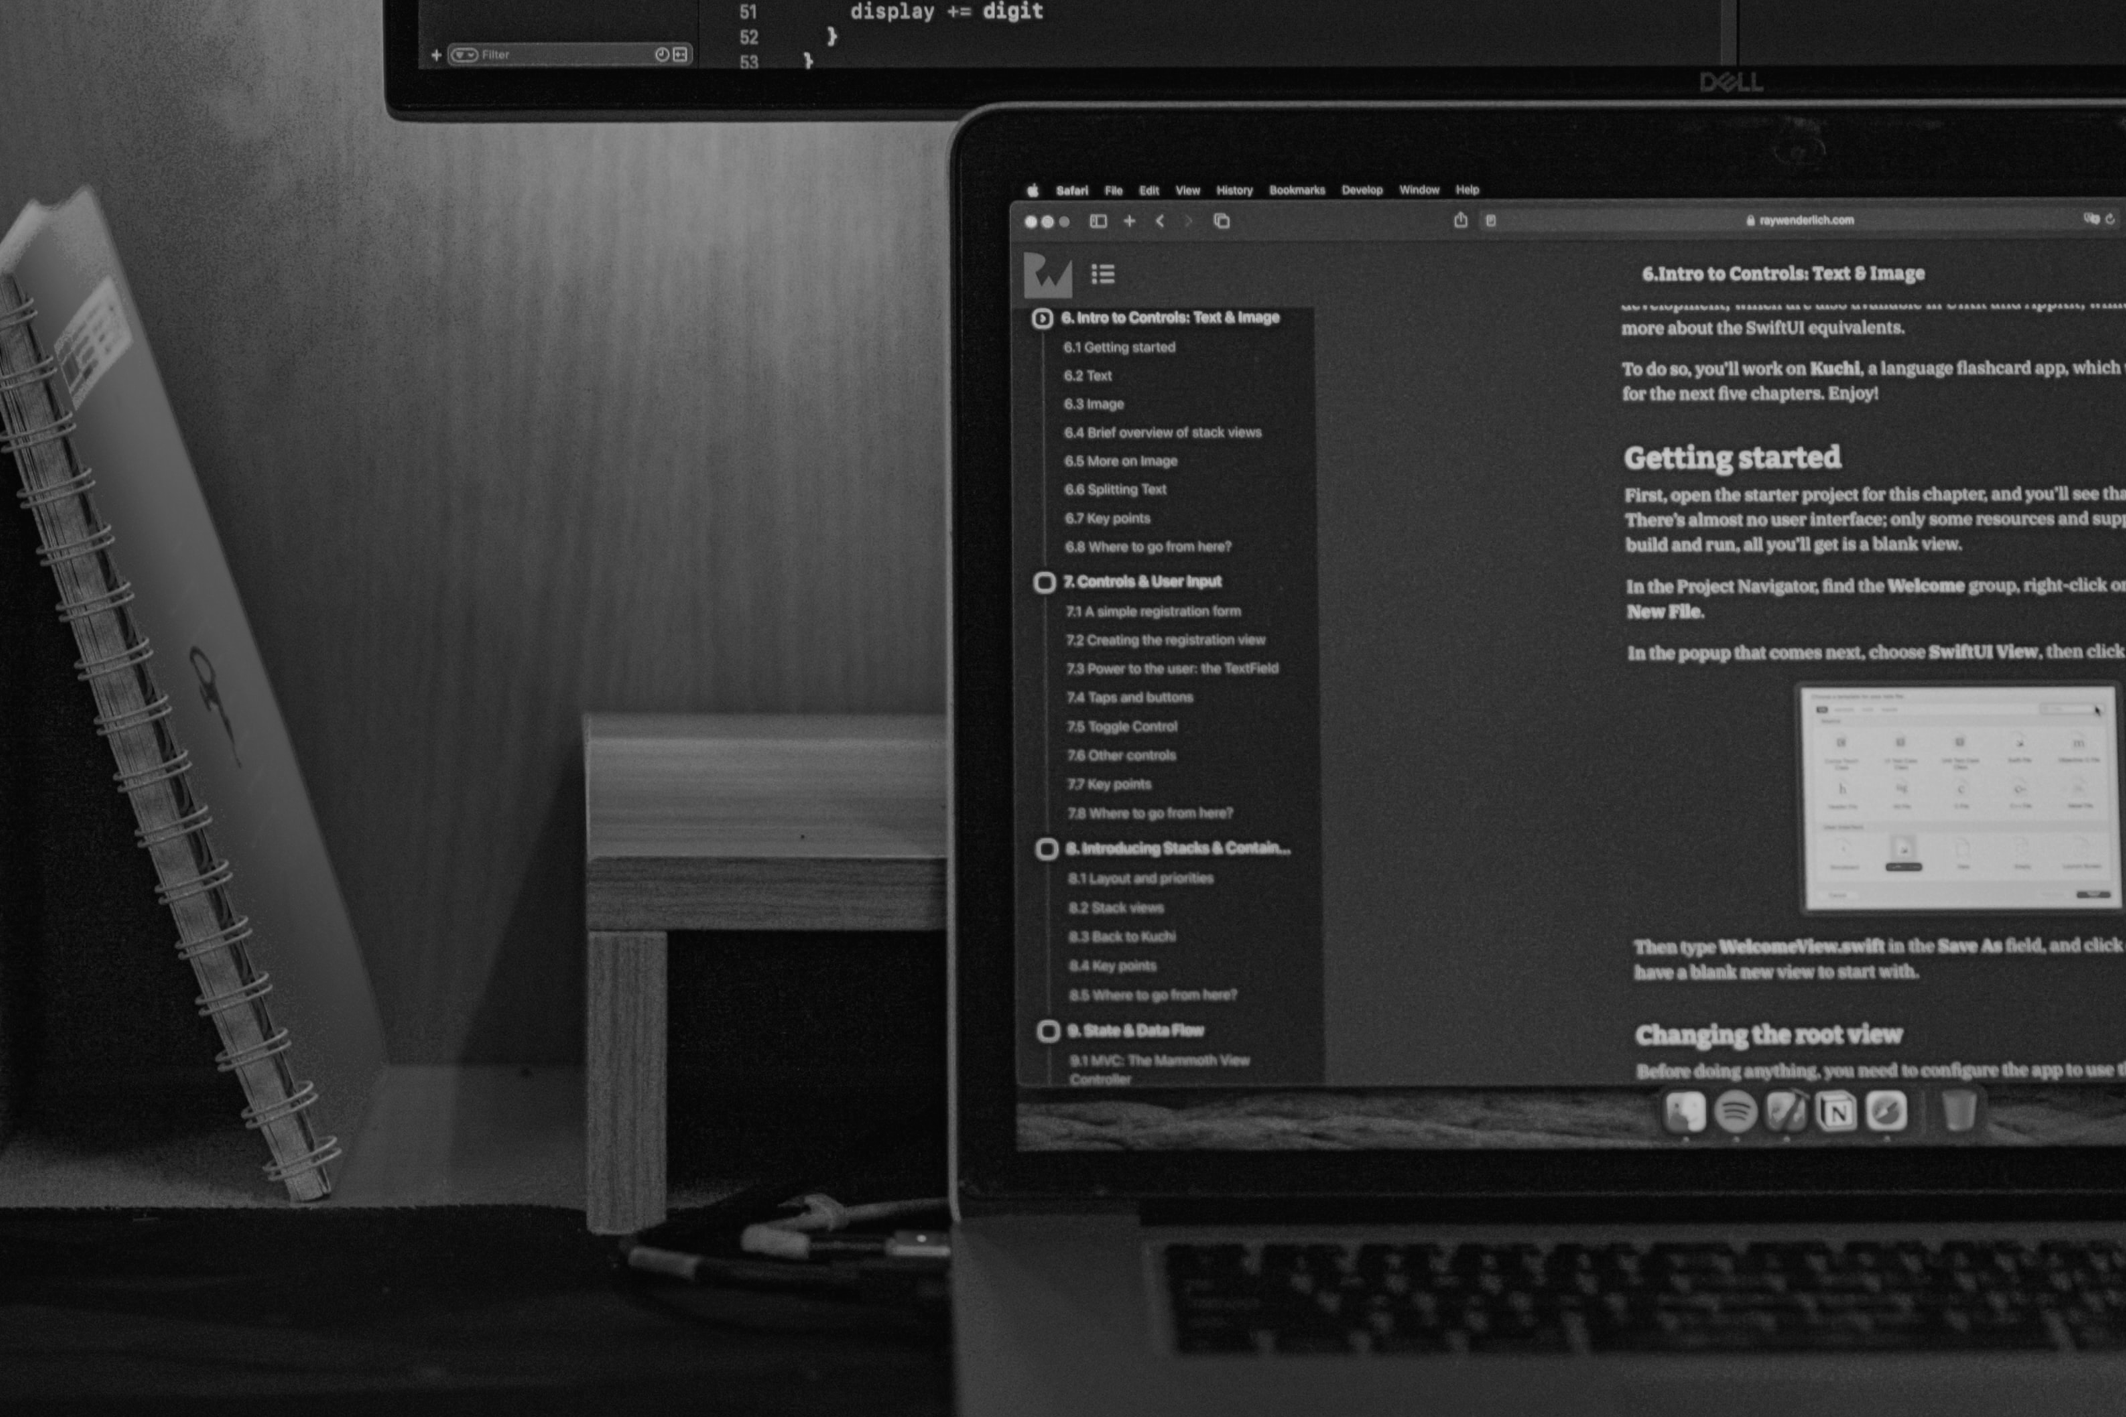 51 display += digit
52 }
53 }
Filter
DELL
Safari File Edit View History Bookmarks Develop Window Help
raywenderlich.com
6.Intro to Controls: Text & Image
6. Intro to Controls: Text & Image
6.1 Getting started
6.2 Text
6.3 Image
6.4 Brief overview of stack views
6.5 More on Image
6.6 Splitting Text
6.7 Key points
6.8 Where to go from here?
7. Controls & User Input
7.1 A simple registration form
7.2 Creating the registration view
7.3 Power to the user: the TextField
7.4 Taps and buttons
7.5 Toggle Control
7.6 Other controls
7.7 Key points
7.8 Where to go from here?
8. Introducing Stacks & Contain...
8.1 Layout and priorities
8.2 Stack views
8.3 Back to Kuchi
8.4 Key points
8.5 Where to go from here?
9. State & Data Flow
9.1 MVC: The Mammoth View
Controller
development, which are also available in UIKit and AppKit,
more about the SwiftUI equivalents.
To do so, you'll work on Kuchi, a language flashcard app, which
for the next five chapters. Enjoy!
Getting started
First, open the starter project for this chapter, and you'll see
There's almost no user interface; only some resources and
build and run, all you'll get is a blank view.
In the Project Navigator, find the Welcome group, right-click
New File.
In the popup that comes next, choose SwiftUI View, then click
Then type WelcomeView.swift in the Save As field, and click
have a blank new view to start with.
Changing the root view
Before doing anything, you need to configure the app to use